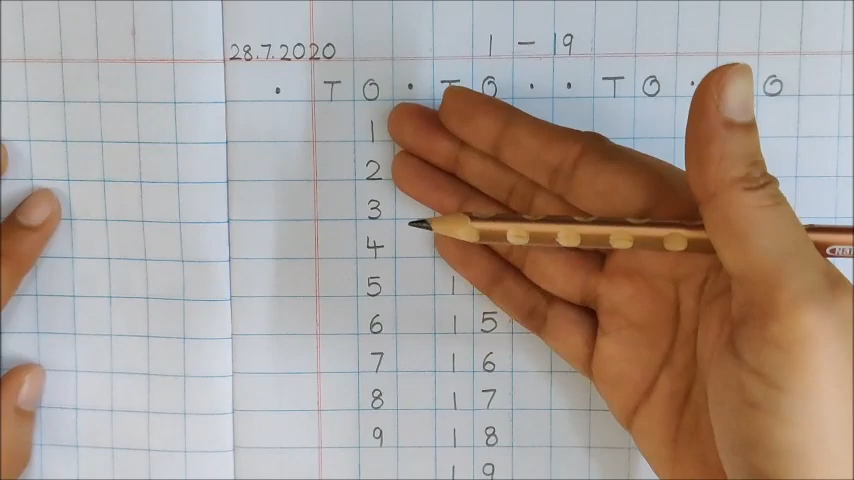 28.7.2020 1 - 19
. T O . T O . . T O . O
1
2
3
4
5 1
6 1 5
7 1 6
8 1 7
9 1 8
1 9